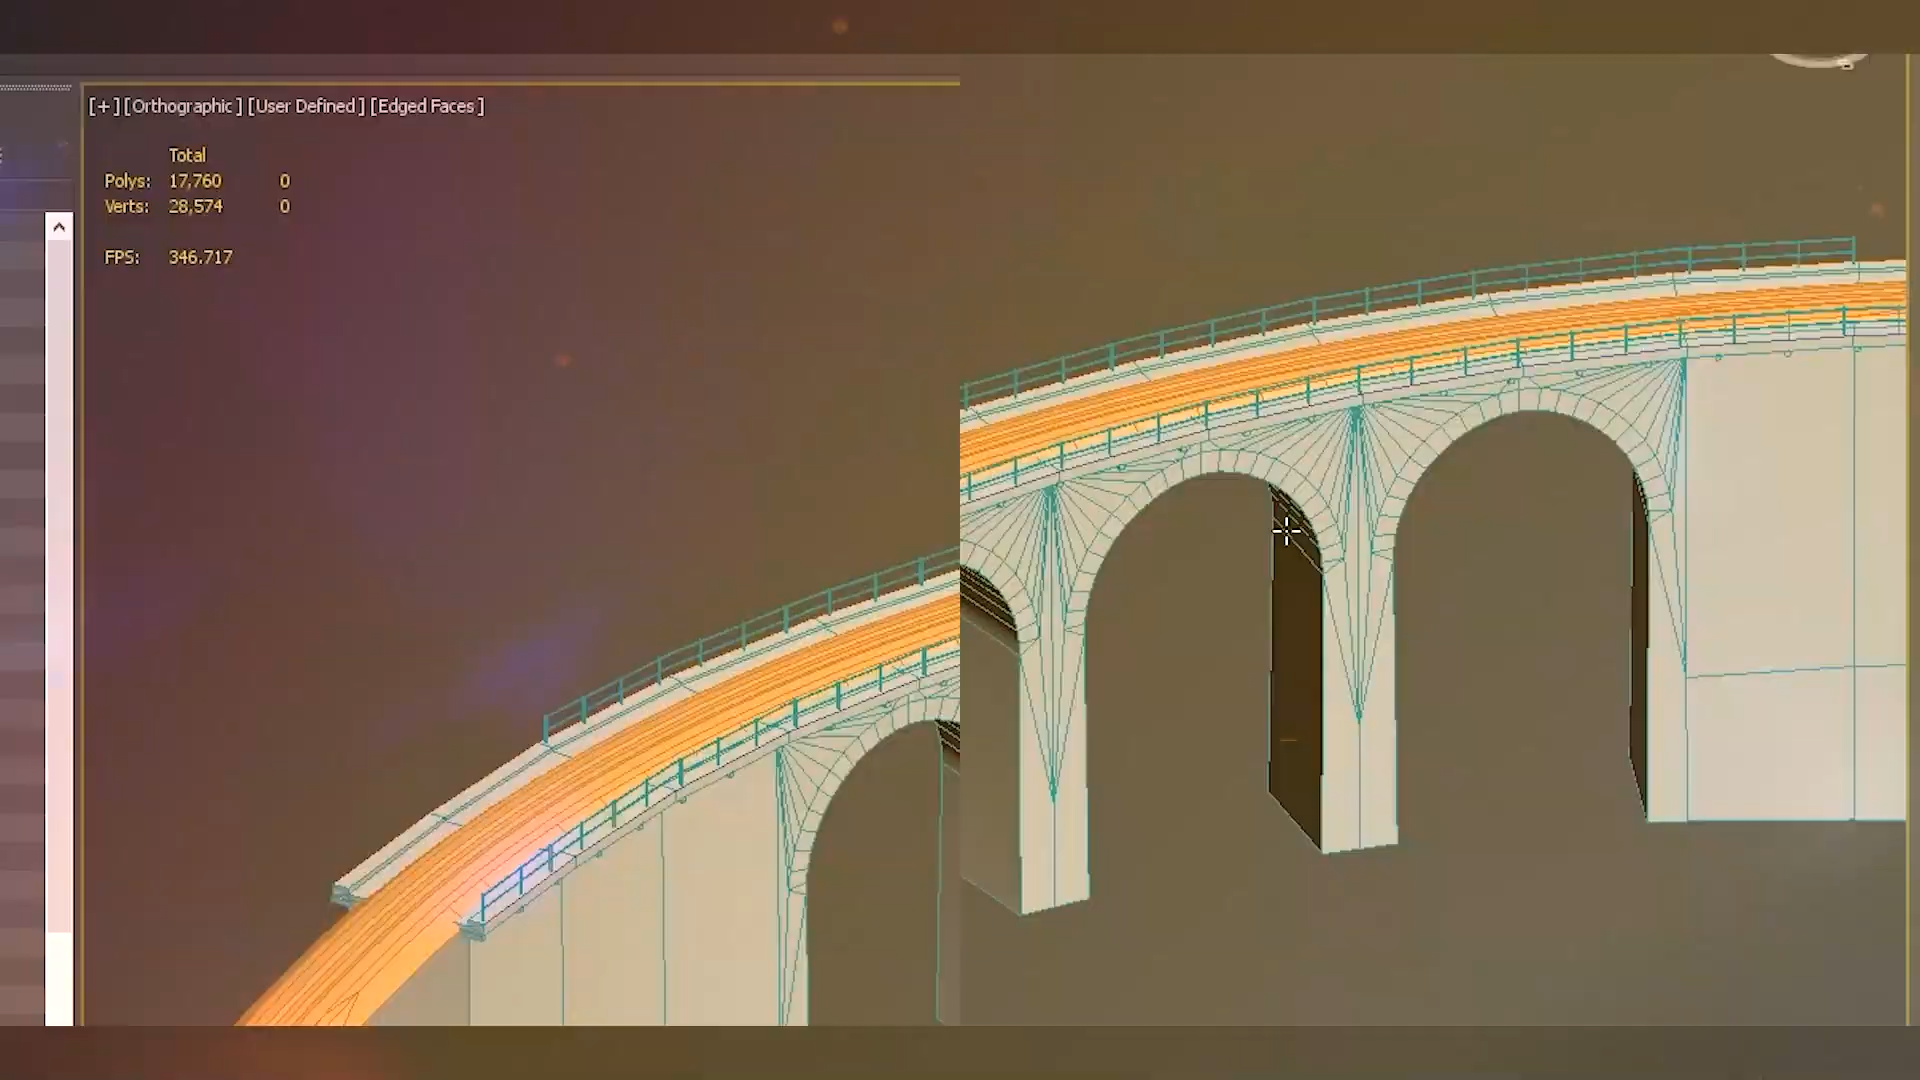 [+] [Orthographic] [User Defined] [Edged Faces]
Total
Polys: 17,760 0
Verts: 28,574 0
FPS: 346.717